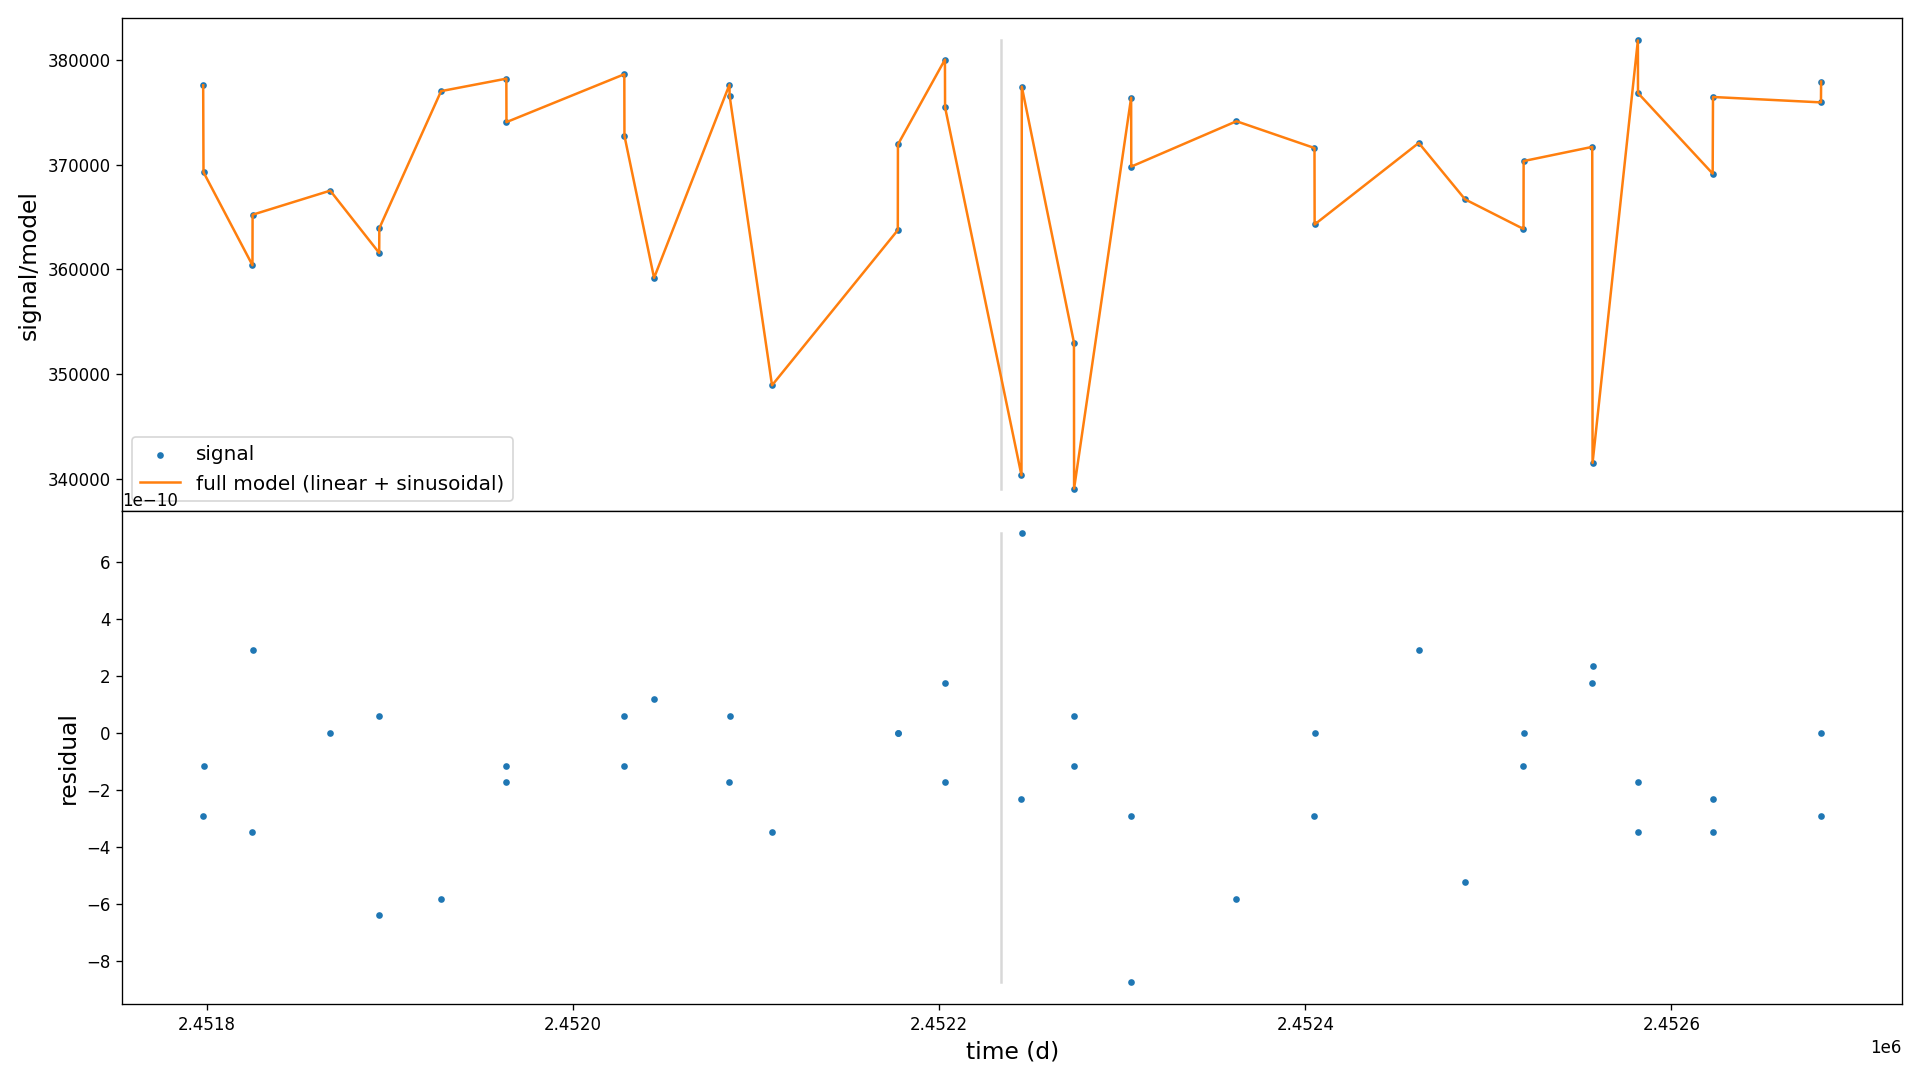 380000
370000
360000
350000
340000
signal/model
signal
full model (linear + sinusoidal)
1e−10
6
4
2
0
−2
−4
−6
−8
residual
2.4518
2.4520
2.4522
2.4524
2.4526
time (d)
1e6